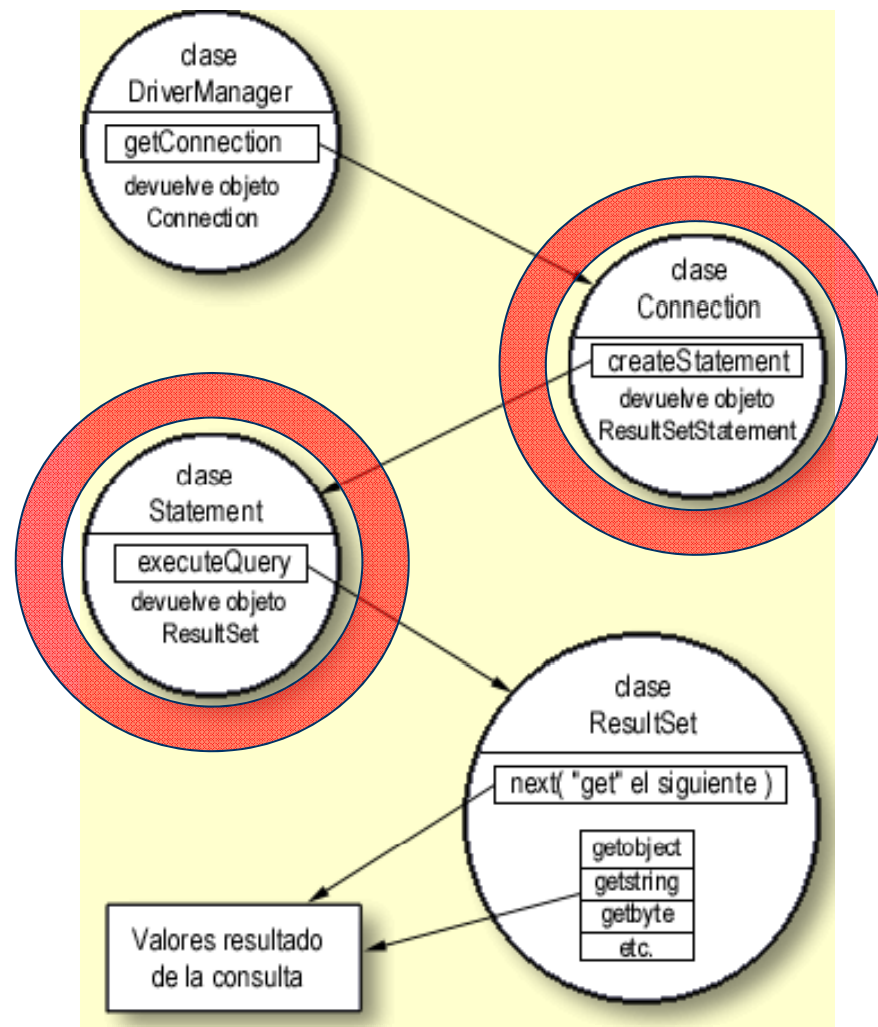 clase
DriverManager
getConnection
devuelve objeto
Connection
clase
Connection
createStatement
devuelve objeto
ResultSetStatement
clase
Statement
executeQuery
devuelve objeto
ResultSet
clase
ResultSet
next( "get" el siguiente )
getobject
getstring
getbyte
etc.
Valores resultado
de la consulta